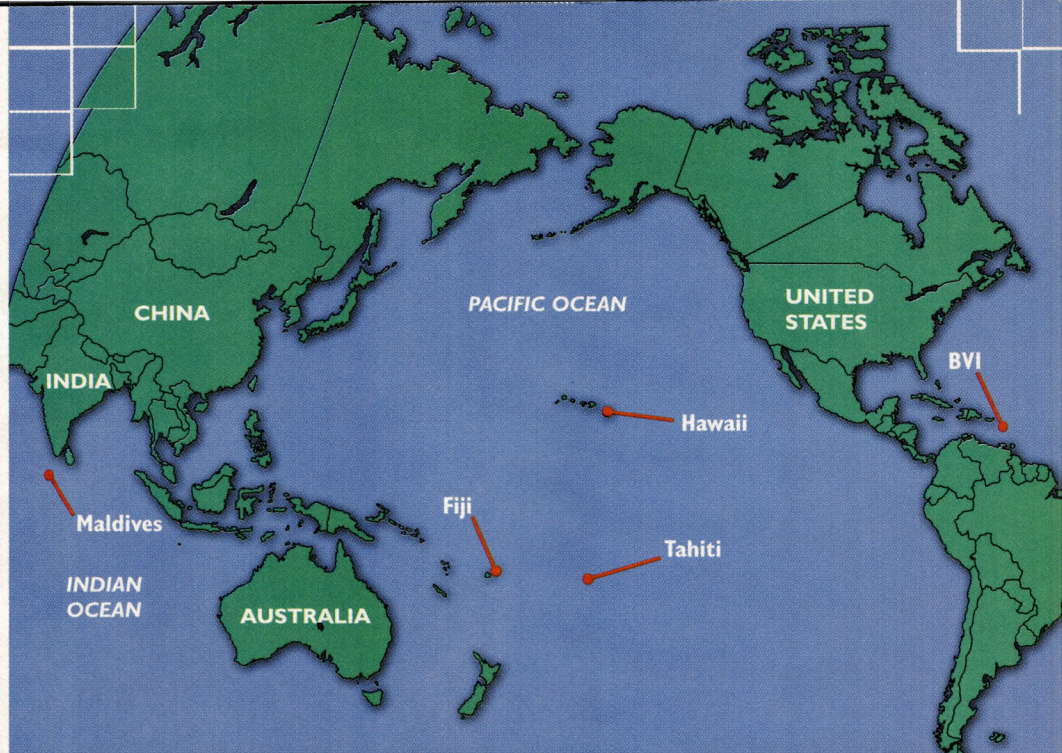 CHINA
PACIFIC OCEAN
UNITED
STATES
INDIA
BVI
Hawaii
Maldives
Fiji
Tahiti
INDIAN
OCEAN
AUSTRALIA